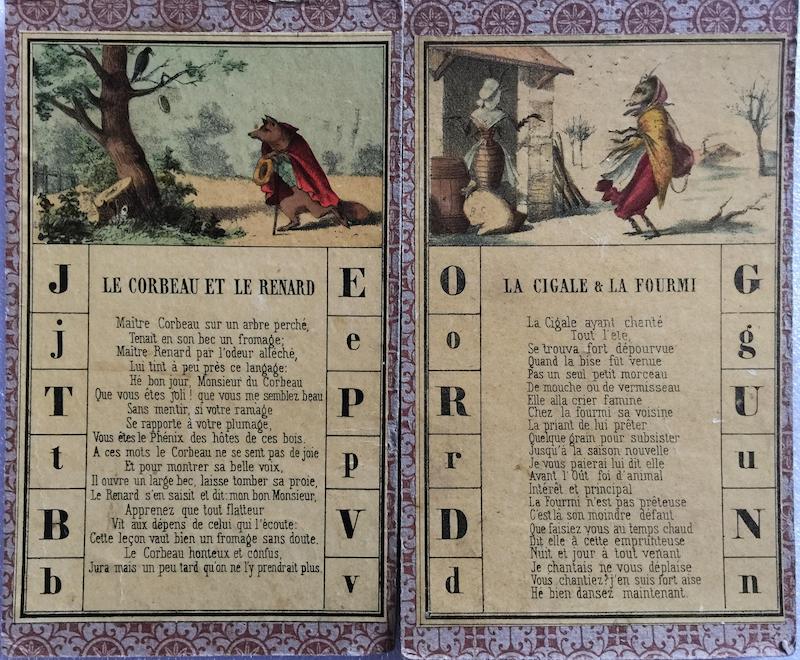 J
j
T
t
B
b
LE CORBEAU ET LE RENARD
Maître Corbeau sur un arbre perché,
Tenait en son bec un fromage;
Maître Renard par l'odeur alléché,
Lui tint à peu près ce langage:
Hé bon jour, Monsieur du Corbeau
Que vous êtes joli! que vous me semblez beau
Sans mentir, si votre ramage
Se rapporte à votre plumage,
Vous êtes le Phénix des hôtes de ces bois.
A ces mots le Corbeau ne se sent pas de joie
Et pour montrer sa belle voix,
Il ouvre un large bec, laisse tomber sa proie,
Le Renard s'en saisit et dit: mon bon Monsieur,
Apprenez que tout flatteur
Vit aux dépens de celui qui l'écoute:
Cette leçon vaut bien un fromage sans doute.
Le Corbeau honteux et confus,
Jura mais un peu tard qu'on ne l'y prendrait plus.
E
e
P
p
V
v
O
o
R
r
D
d
LA CIGALE & LA FOURMI
La Cigale ayant chanté
Tout l'été,
Se trouva fort dépourvue
Quand la bise fût venue
Pas un seul petit morceau
De mouche ou de vermisseau
Elle alla crier famine
Chez la fourmi sa voisine
La priant de lui prêter
Quelque grain pour subsister
Jusqu'à la saison nouvelle
Je vous paierai lui dit elle
Avant l'Oût foi d'animal
Intérêt et principal
La Fourmi n'est pas prêteuse
C'est là son moindre défaut
Que faisiez vous au temps chaud
Dit elle à cette emprunteuse
Nuit et jour à tout venant
Je chantais ne vous déplaise
Vous chantiez? j'en suis fort aise
He bien dansez maintenant.
G
g
U
u
N
n